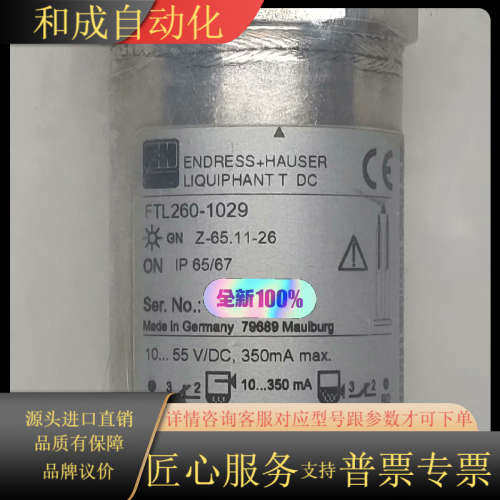 和成自动化
ENDRESS+HAUSER
LIQUIPHANT T DC
FTL260-1029
GN Z-65.11-26
ON IP 65/67
Ser. No.:
全新100%
Made in Germany 79689 Maulburg
10... 55 V/DC, 350mA max.
3 2 10...350 mA 3 2
源头进口直销
品质有保障
品牌议价
详情咨询客服对应型号跟参数才可下单
匠心服务支持普票专票